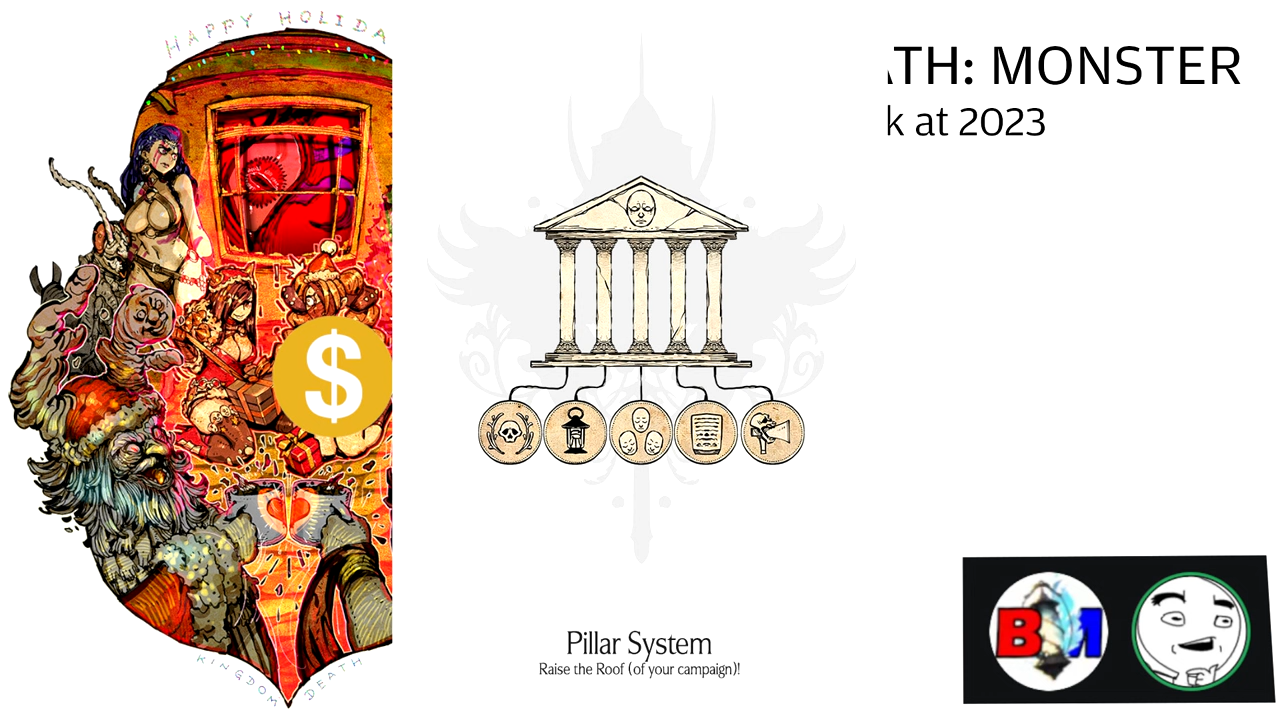 HAPPY HOLIDA
KINGDOM DEATH
$
Pillar System
Raise the Roof (of your campaign)!
ATH: MONSTER
k at 2023
BM